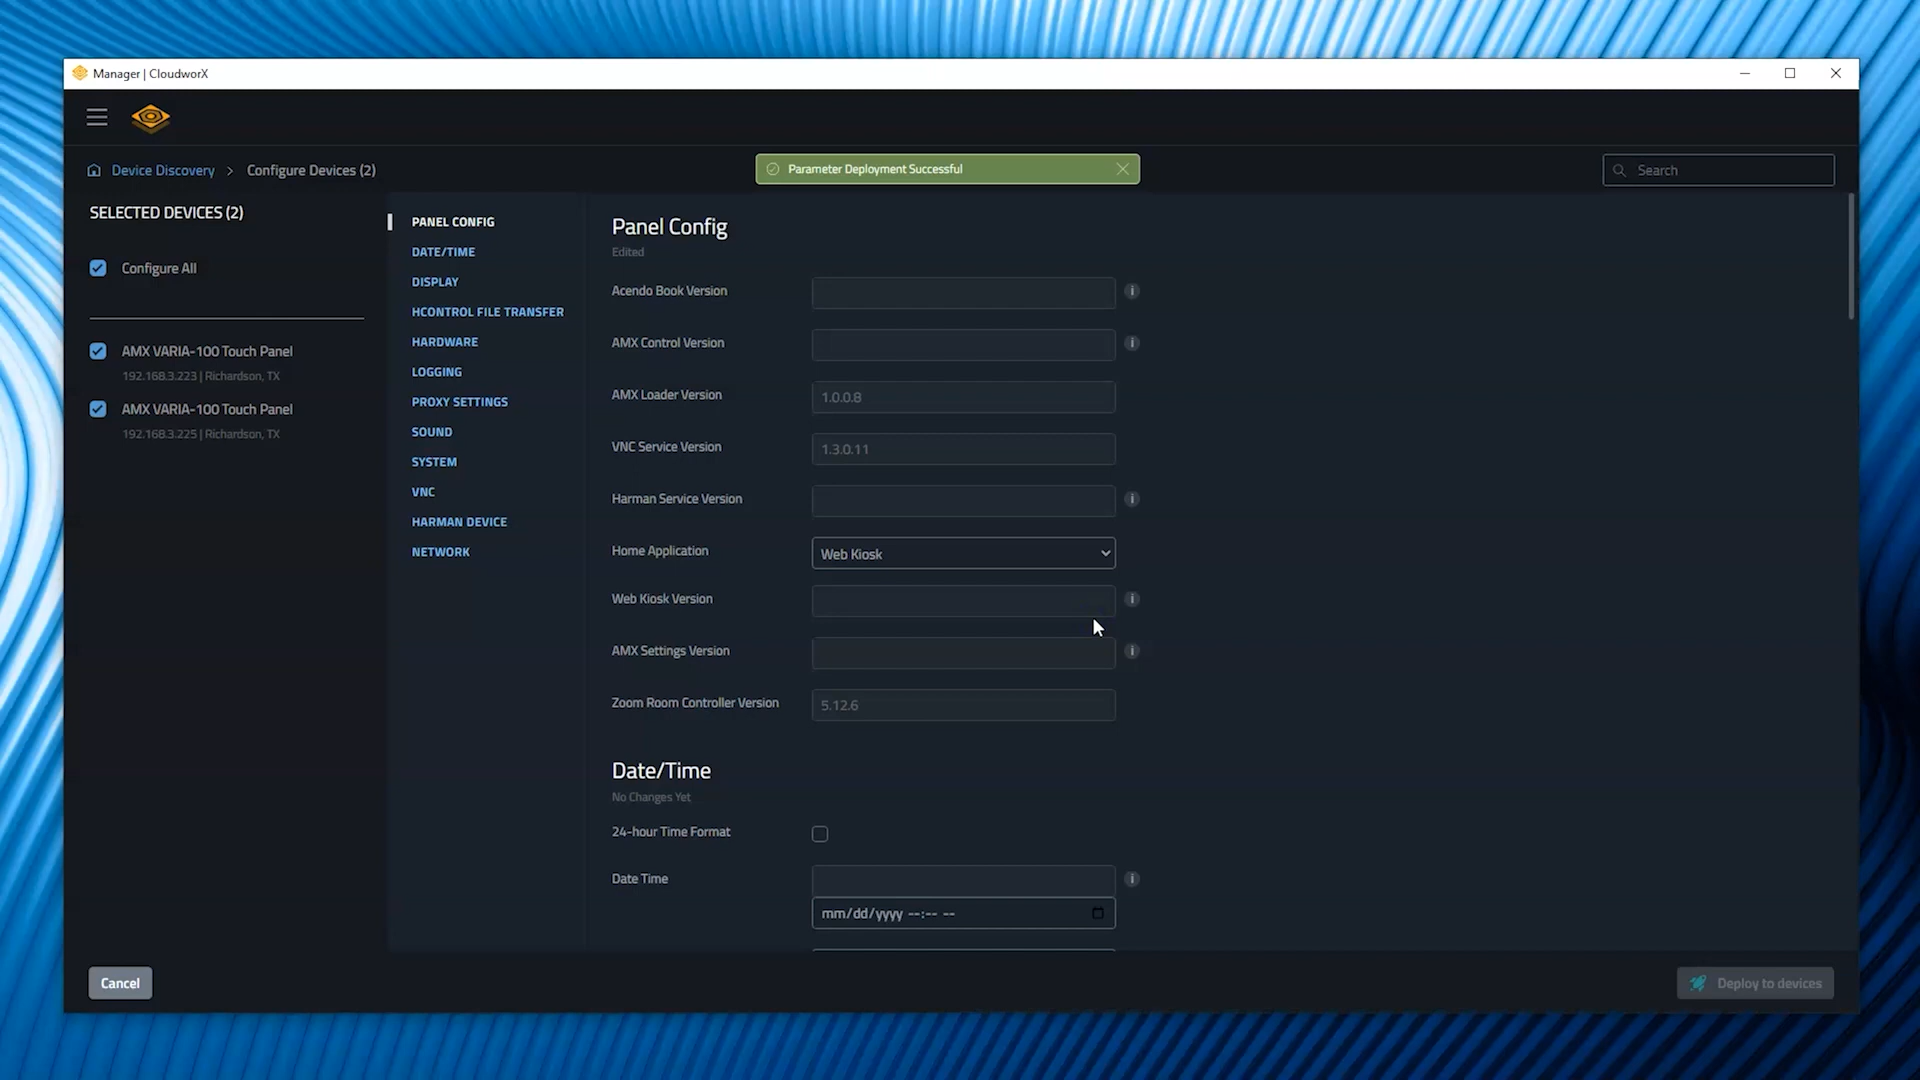 Manager | CloudworX
Device Discovery > Configure Devices (2)
Parameter Deployment Successful
Search
SELECTED DEVICES (2)
Configure All
AMX VARIA-100 Touch Panel
192.168.3.223 | Richardson, TX
AMX VARIA-100 Touch Panel
192.168.3.225 | Richardson, TX
PANEL CONFIG
DATE/TIME
DISPLAY
HCONTROL FILE TRANSFER
HARDWARE
LOGGING
PROXY SETTINGS
SOUND
SYSTEM
VNC
HARMAN DEVICE
NETWORK
Panel Config
Edited
Acendo Book Version
AMX Control Version
AMX Loader Version 1.0.0.8
VNC Service Version 1.3.0.11
Harman Service Version
Home Application Web Kiosk
Web Kiosk Version
AMX Settings Version
Zoom Room Controller Version 5.12.6
Date/Time
No Changes Yet
24-hour Time Format
Date Time
mm/dd/yyyy --:-- --
Cancel
Deploy to devices